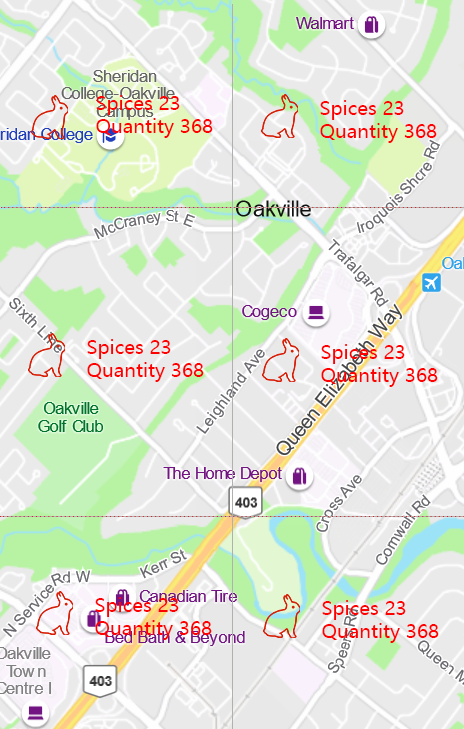 Walmart
Sheridan
College-Oakville
Campus
Spices 23
Quantity 368
ridan College
Spices 23
Quantity 368
Iroquois Shore Rd
Oakville
McCraney St E
Trafalgar Rd
Oak
Cogeco
Sixth Line
Spices 23
Quantity 368
Spices 23
Quantity 368
Leighland Ave
Queen Elizabeth Way
Oakville
Golf Club
The Home Depot
403
Cross Ave
Cornwall Rd
Kerr St
N Service Rd W
Canadian Tire
Spices 23
Quantity 368
Bed Bath & Beyond
Spices 23
Quantity 368
Speers Rd
Queen M
Oakville
Town
Centre I
403